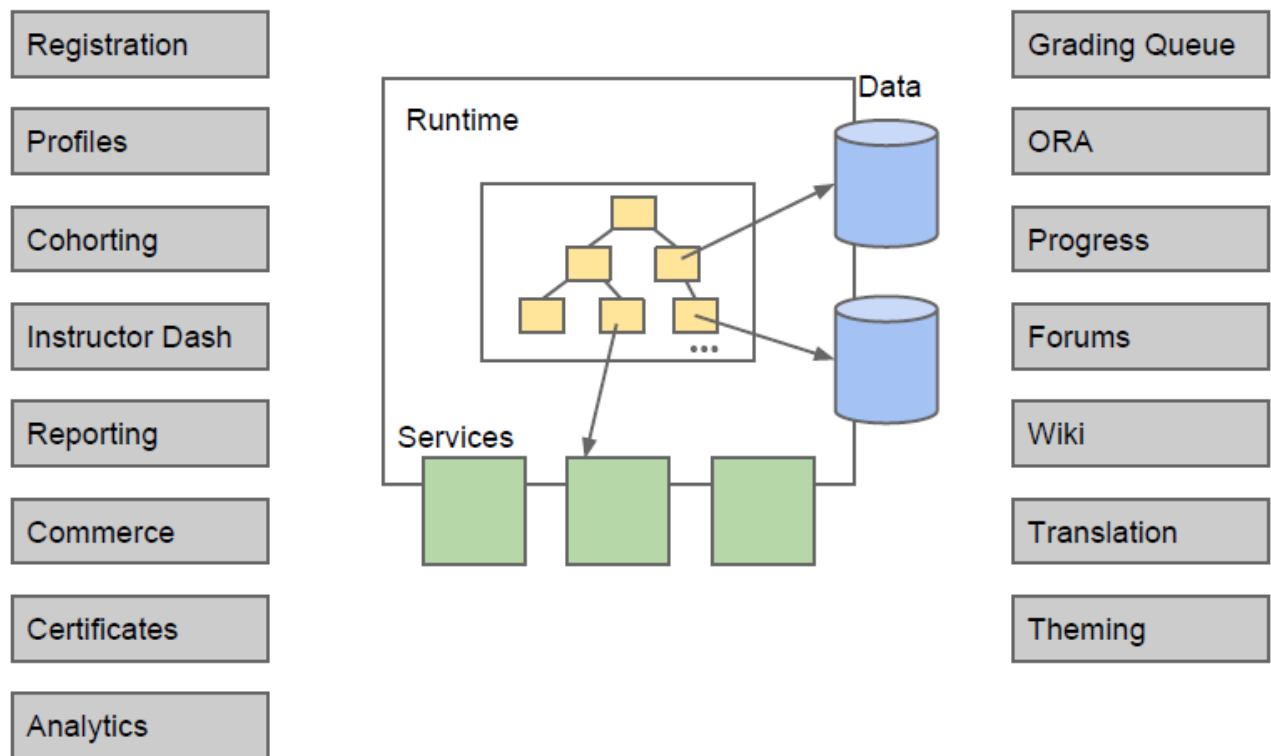 Registration
Profiles
Cohorting
Instructor Dash
Reporting
Commerce
Certificates
Analytics
Runtime
Data
Services
Grading Queue
ORA
Progress
Forums
Wiki
Translation
Theming